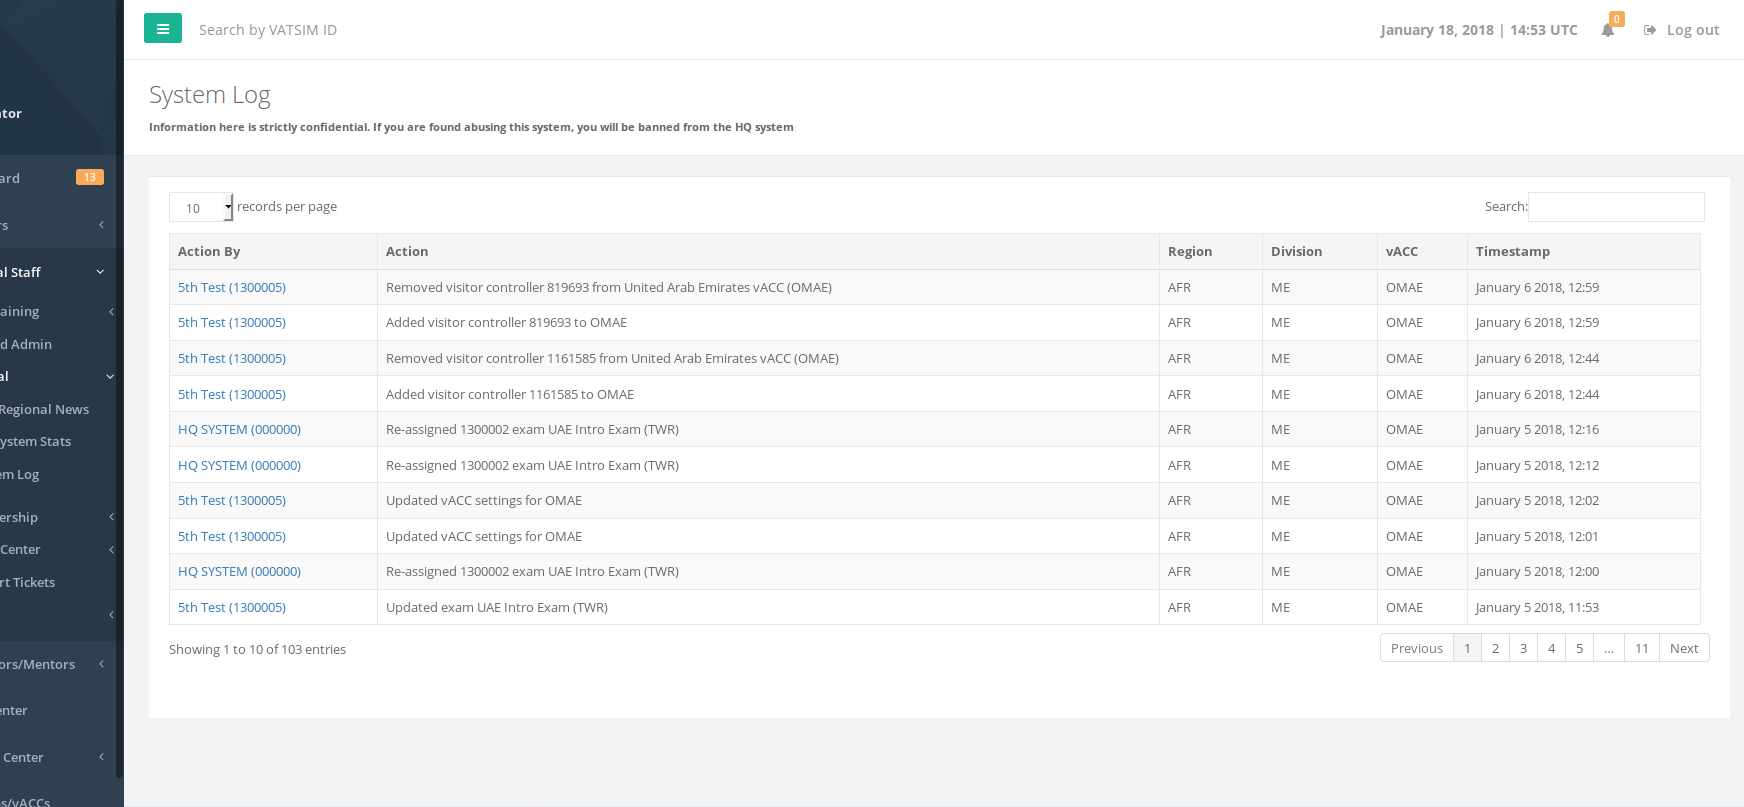 Search by VATSIM ID
January 18, 2018 | 14:53 UTC
0
Log out
System Log
Information here is strictly confidential. If you are found abusing this system, you will be banned from the HQ system
ator
ard 13
rs
al Staff
aining
d Admin
al
Regional News
ystem Stats
em Log
ership
Center
rt Tickets
ors/Mentors
enter
Center
s/vACCs
10 records per page
Search:
Action By Action Region Division vACC Timestamp
5th Test (1300005) Removed visitor controller 819693 from United Arab Emirates vACC (OMAE) AFR ME OMAE January 6 2018, 12:59
5th Test (1300005) Added visitor controller 819693 to OMAE AFR ME OMAE January 6 2018, 12:59
5th Test (1300005) Removed visitor controller 1161585 from United Arab Emirates vACC (OMAE) AFR ME OMAE January 6 2018, 12:44
5th Test (1300005) Added visitor controller 1161585 to OMAE AFR ME OMAE January 6 2018, 12:44
HQ SYSTEM (000000) Re-assigned 1300002 exam UAE Intro Exam (TWR) AFR ME OMAE January 5 2018, 12:16
HQ SYSTEM (000000) Re-assigned 1300002 exam UAE Intro Exam (TWR) AFR ME OMAE January 5 2018, 12:12
5th Test (1300005) Updated vACC settings for OMAE AFR ME OMAE January 5 2018, 12:02
5th Test (1300005) Updated vACC settings for OMAE AFR ME OMAE January 5 2018, 12:01
HQ SYSTEM (000000) Re-assigned 1300002 exam UAE Intro Exam (TWR) AFR ME OMAE January 5 2018, 12:00
5th Test (1300005) Updated exam UAE Intro Exam (TWR) AFR ME OMAE January 5 2018, 11:53
Showing 1 to 10 of 103 entries
Previous 1 2 3 4 5 … 11 Next